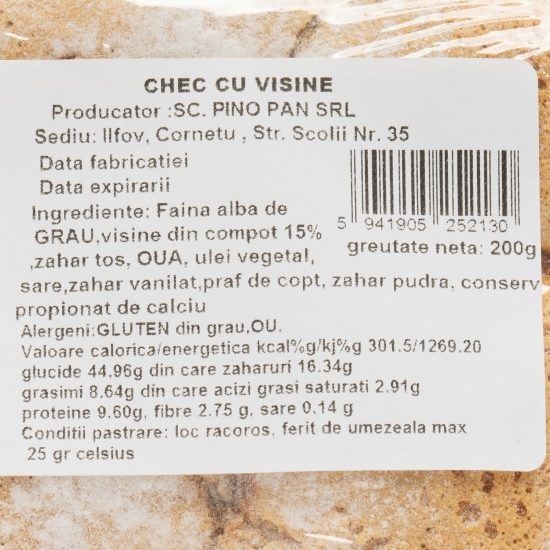 CHEC CU VISINE
Producator :SC. PINO PAN SRL
Sediu: Ilfov, Cornetu , Str. Scolii Nr. 35
Data fabricatiei
Data expirarii
Ingrediente: Faina alba de
GRAU,visine din compot 15%
,zahar tos, OUA, ulei vegetal,
5 941905 252130
greutate neta: 200g
sare,zahar vanilat,praf de copt, zahar pudra, conserv
propionat de calciu
Alergeni:GLUTEN din grau,OU.
Valoare calorica/energetica kcal%g/kj%g 301.5/1269.20
glucide 44.96g din care zaharuri 16.34g
grasimi 8.64g din care acizi grasi saturati 2.91g
proteine 9.60g, fibre 2.75 g, sare 0.14 g
Conditii pastrare: loc racoros, ferit de umezeala max
25 gr celsius